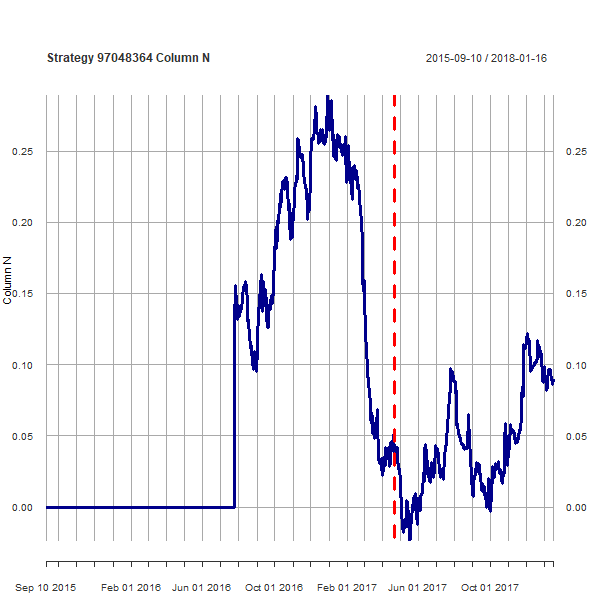 Strategy 97048364 Column N
2015-09-10 / 2018-01-16
Column N
0.25
0.20
0.15
0.10
0.05
0.00
0.25
0.20
0.15
0.10
0.05
0.00
Sep 10 2015
Feb 01 2016
Jun 01 2016
Oct 01 2016
Feb 01 2017
Jun 01 2017
Oct 01 2017